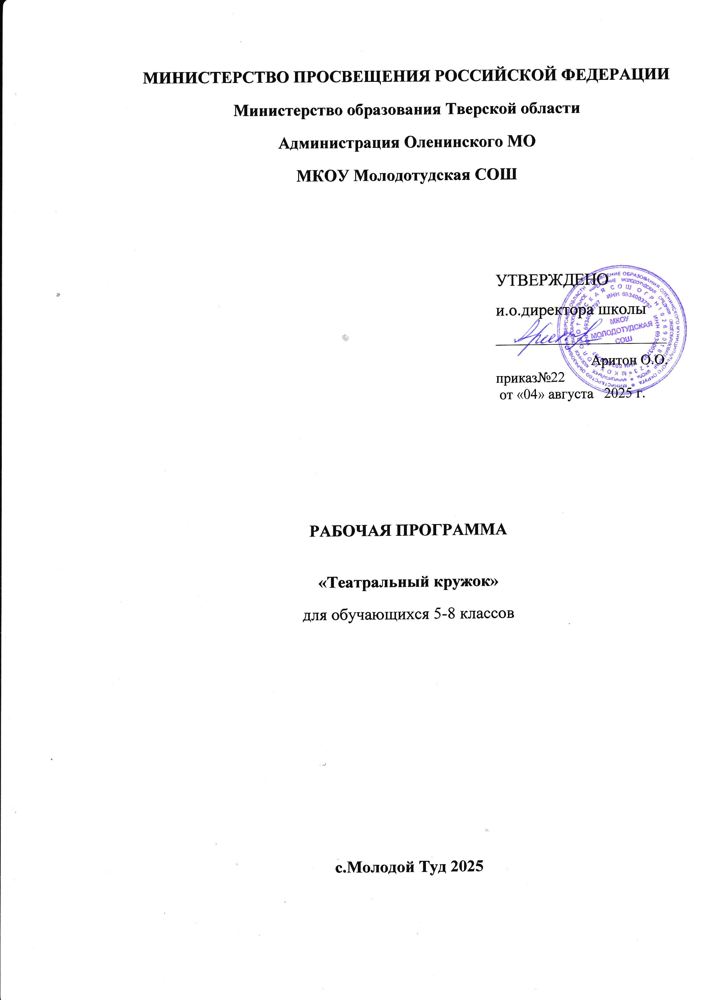 МИНИСТЕРСТВО ПРОСВЕЩЕНИЯ РОССИЙСКОЙ ФЕДЕРАЦИИ
Министерство образования Тверской области
Администрация Оленинского МО
МКОУ Молодотудская СОШ
УТВЕРЖДЕНО
и.о.директора школы
Аритон О.О.
приказ№22
от «04» августа 2025 г.
МКОУ
МОЛОДОТУДСКАЯ
СОШ
ИНН 6934003797
РАБОЧАЯ ПРОГРАММА
«Театральный кружок»
для обучающихся 5-8 классов
с.Молодой Туд 2025